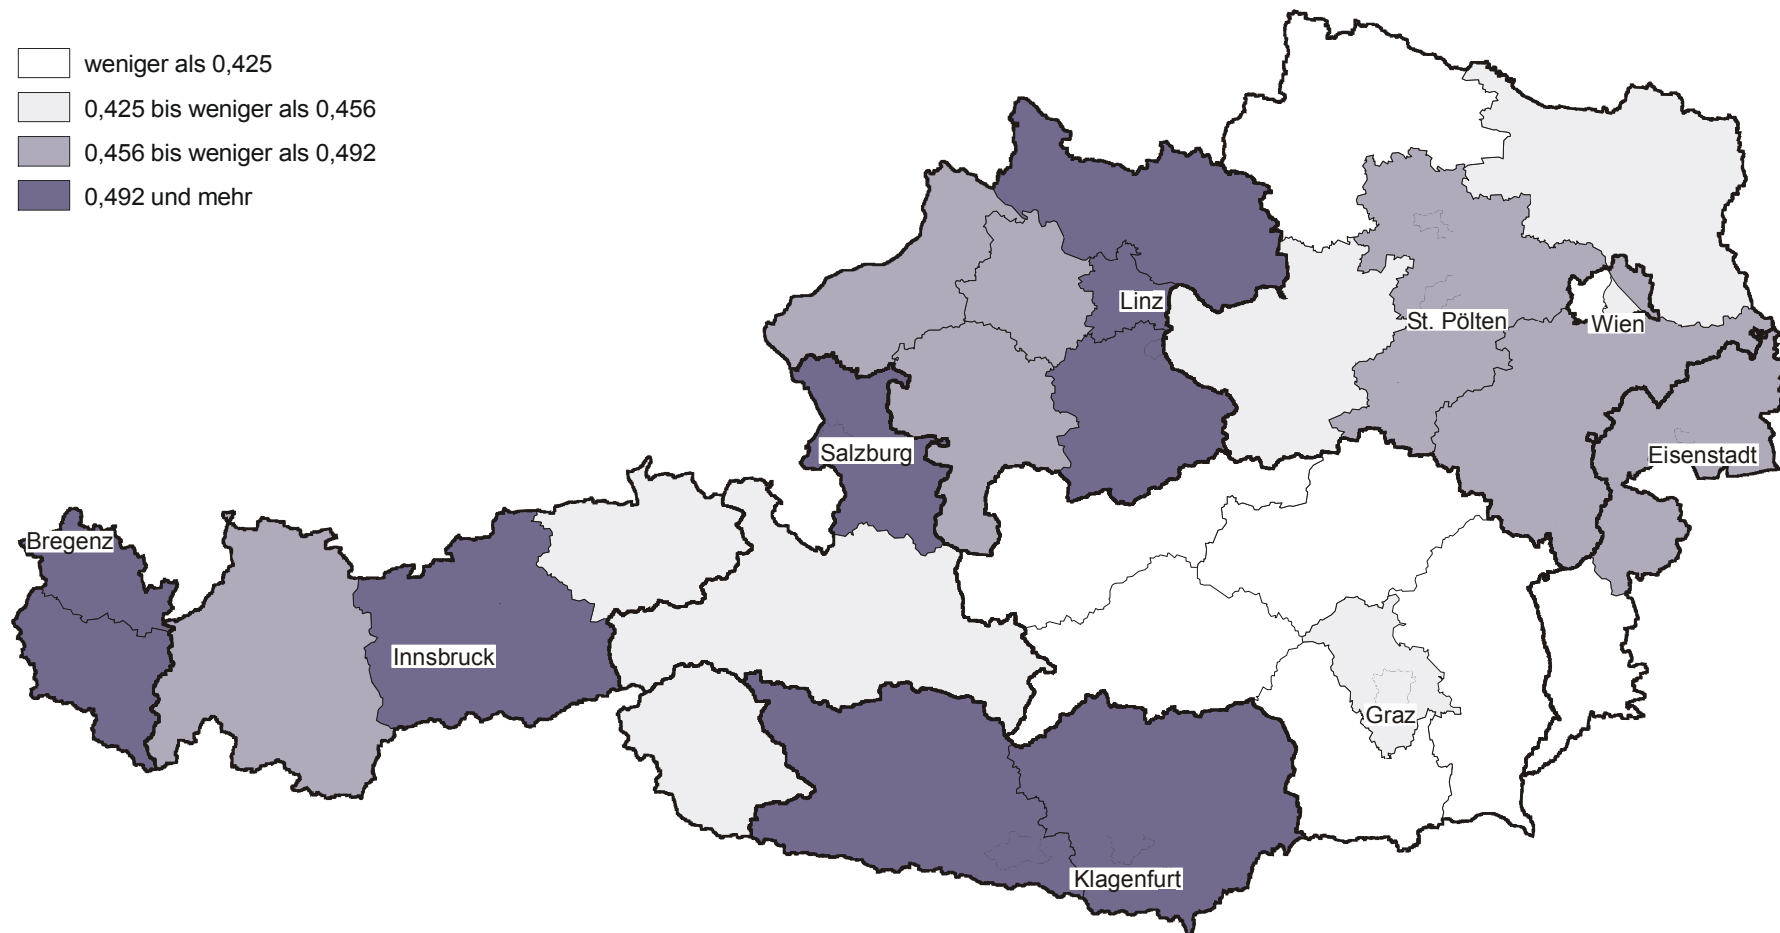 weniger als 0,425
0,425 bis weniger als 0,456
0,456 bis weniger als 0,492
0,492 und mehr
Linz
St. Pölten
Wien
Salzburg
Eisenstadt
Bregenz
Innsbruck
Graz
Klagenfurt